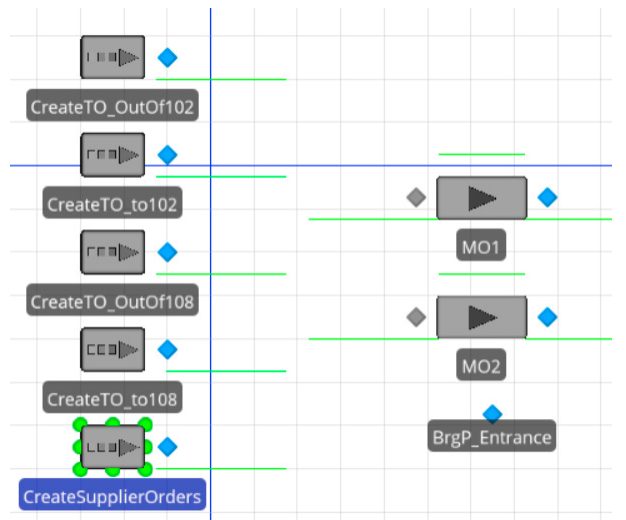 CreateTO_OutOf102
CreateTO_to102
MO1
CreateTO_OutOf108
MO2
CreateTO_to108
BrgP_Entrance
CreateSupplierOrders